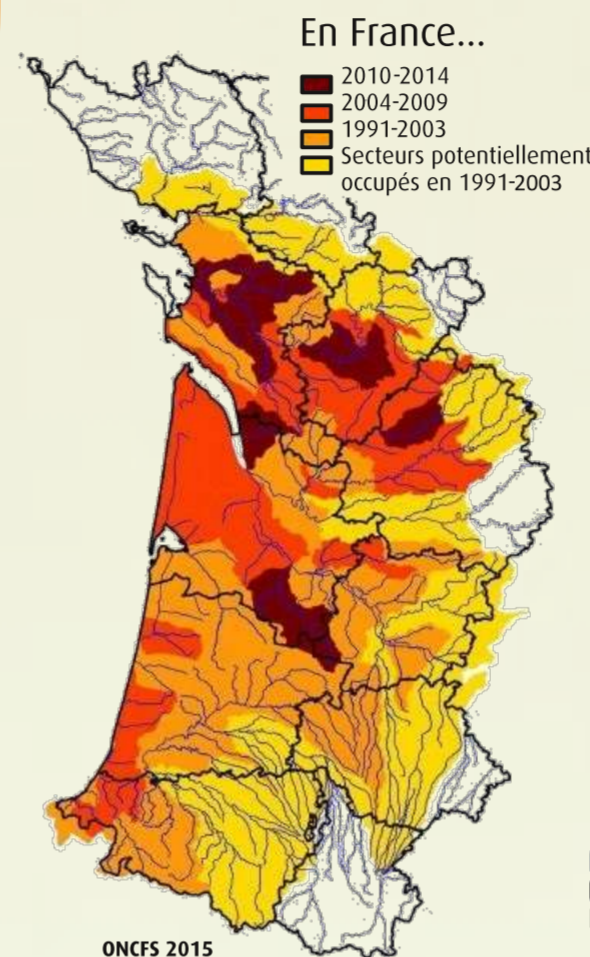 En France...
2010-2014
2004-2009
1991-2003
Secteurs potentiellement
occupés en 1991-2003
ONCFS 2015